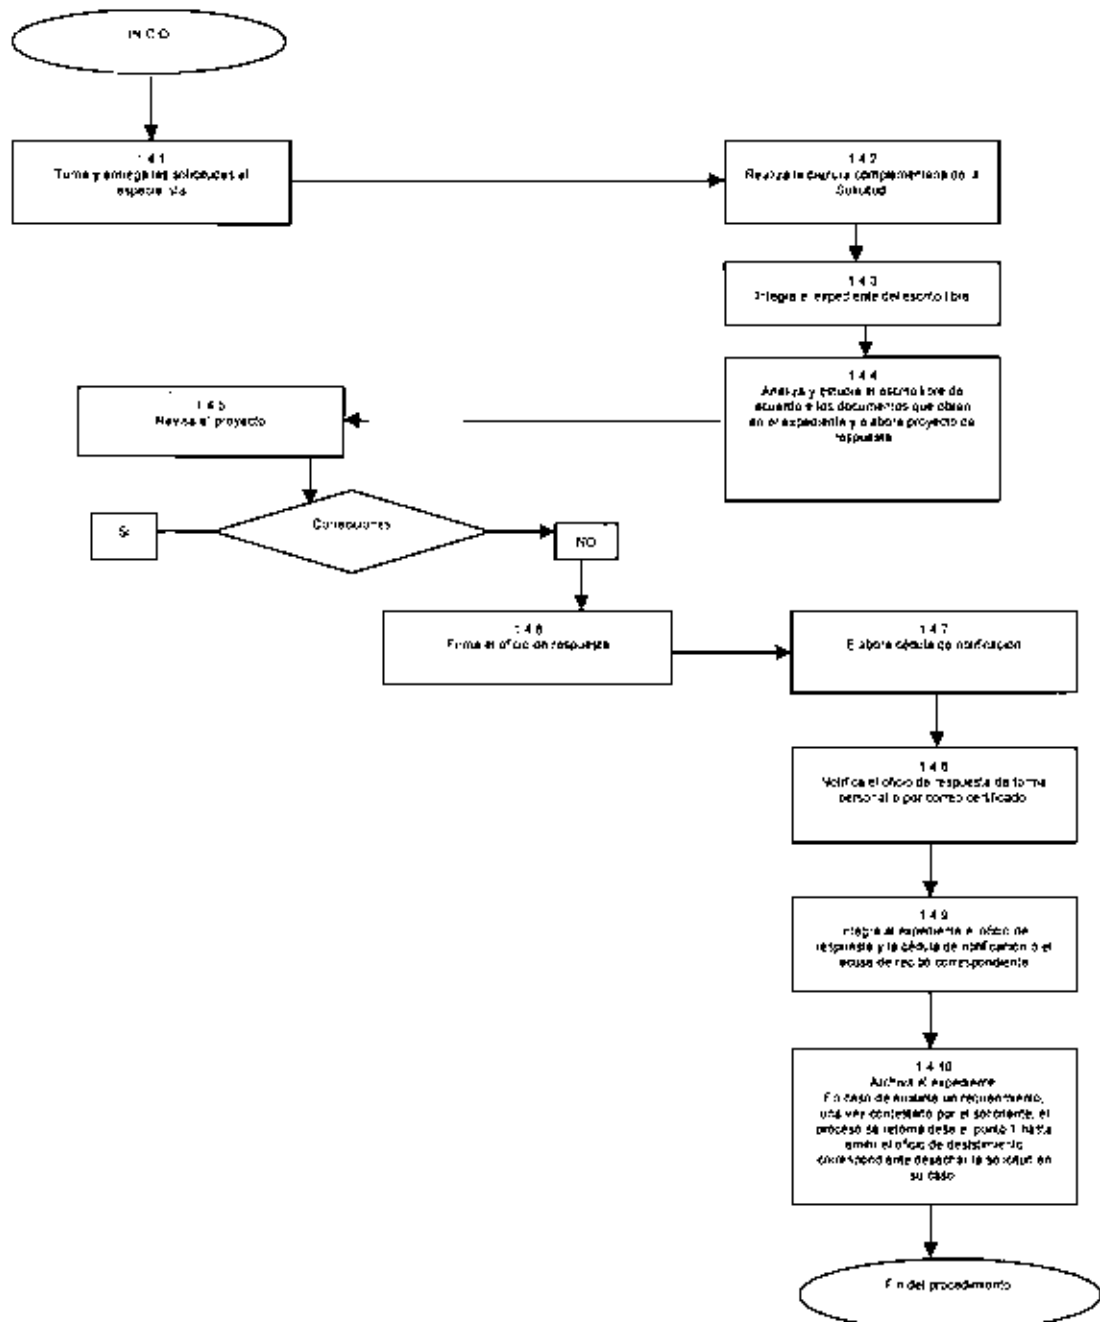 INICIO
1.4.1
Turna y entrega las solicitudes al
especialista
1.4.2
Realiza la captura complementaria de la
Solicitud
1.4.3
Integra el expediente del escrito libre
1.4.4
Analiza y estudia el escrito libre de
acuerdo a los documentos que obran
en el expediente y elabora proyecto de
respuesta
1.4.5
Revisa el proyecto
Correcciones
Si
NO
1.4.6
Firma el oficio de respuesta
1.4.7
Elabora cédula de notificación
1.4.8
Notifica el oficio de respuesta de forma
personal o por correo certificado
1.4.9
Integra al expediente el oficio de
respuesta y la cédula de notificación o el
acuse de recibo correspondiente
1.4.10
Archiva el expediente
En caso de un requerimiento,
una vez contestado por el solicitante, el
proceso se retoma desde el punto 1 hasta
emitir el oficio de desistimiento
correspondiente desechar la solicitud en
su caso
Fin del procedimiento